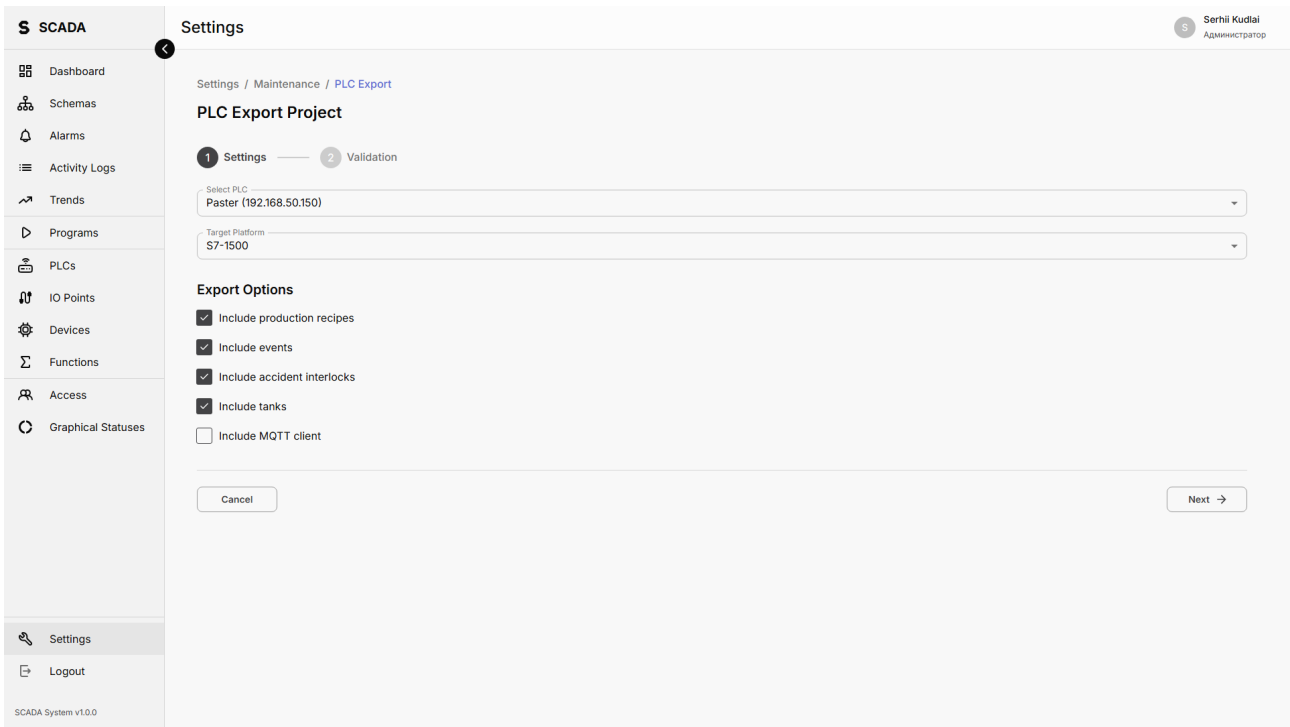 S SCADA
Settings
S
Serhii Kudlai
Администратор
Dashboard
Schemas
Alarms
Activity Logs
Trends
Programs
PLCs
IO Points
Devices
Functions
Access
Graphical Statuses
Settings
Logout
SCADA System v1.0.0
Settings / Maintenance / PLC Export
PLC Export Project
1 Settings
2 Validation
Select PLC
Paster (192.168.50.150)
Target Platform
S7-1500
Export Options
Include production recipes
Include events
Include accident interlocks
Include tanks
Include MQTT client
Cancel
Next →